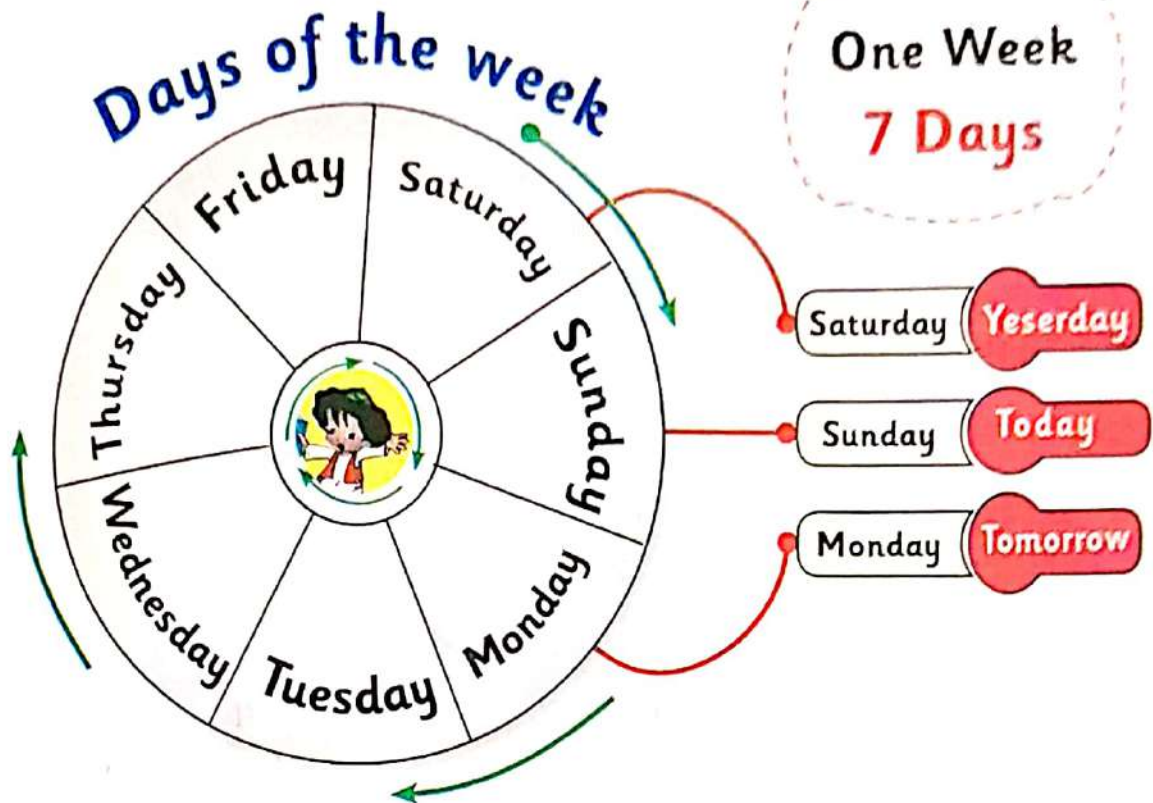 Days of the week
One Week
7 Days
Friday
Saturday
Sunday
Monday
Tuesday
Wednesday
Thursday
Saturday Yeserday
Sunday Today
Monday Tomorrow